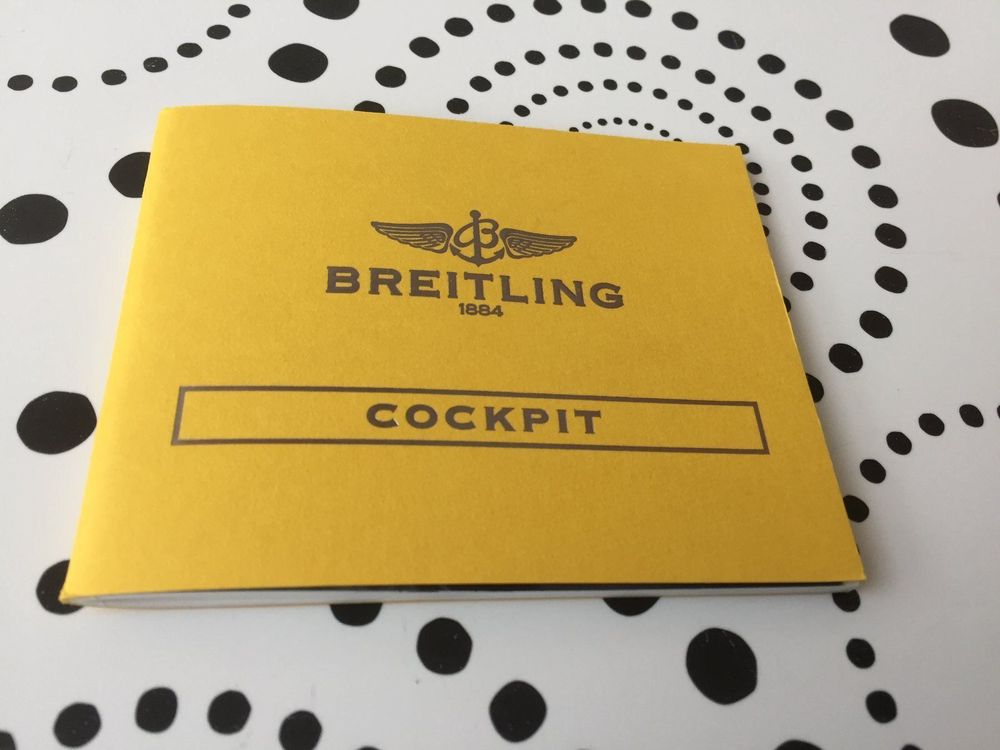 B
BREITLING
1884
COCKPIT